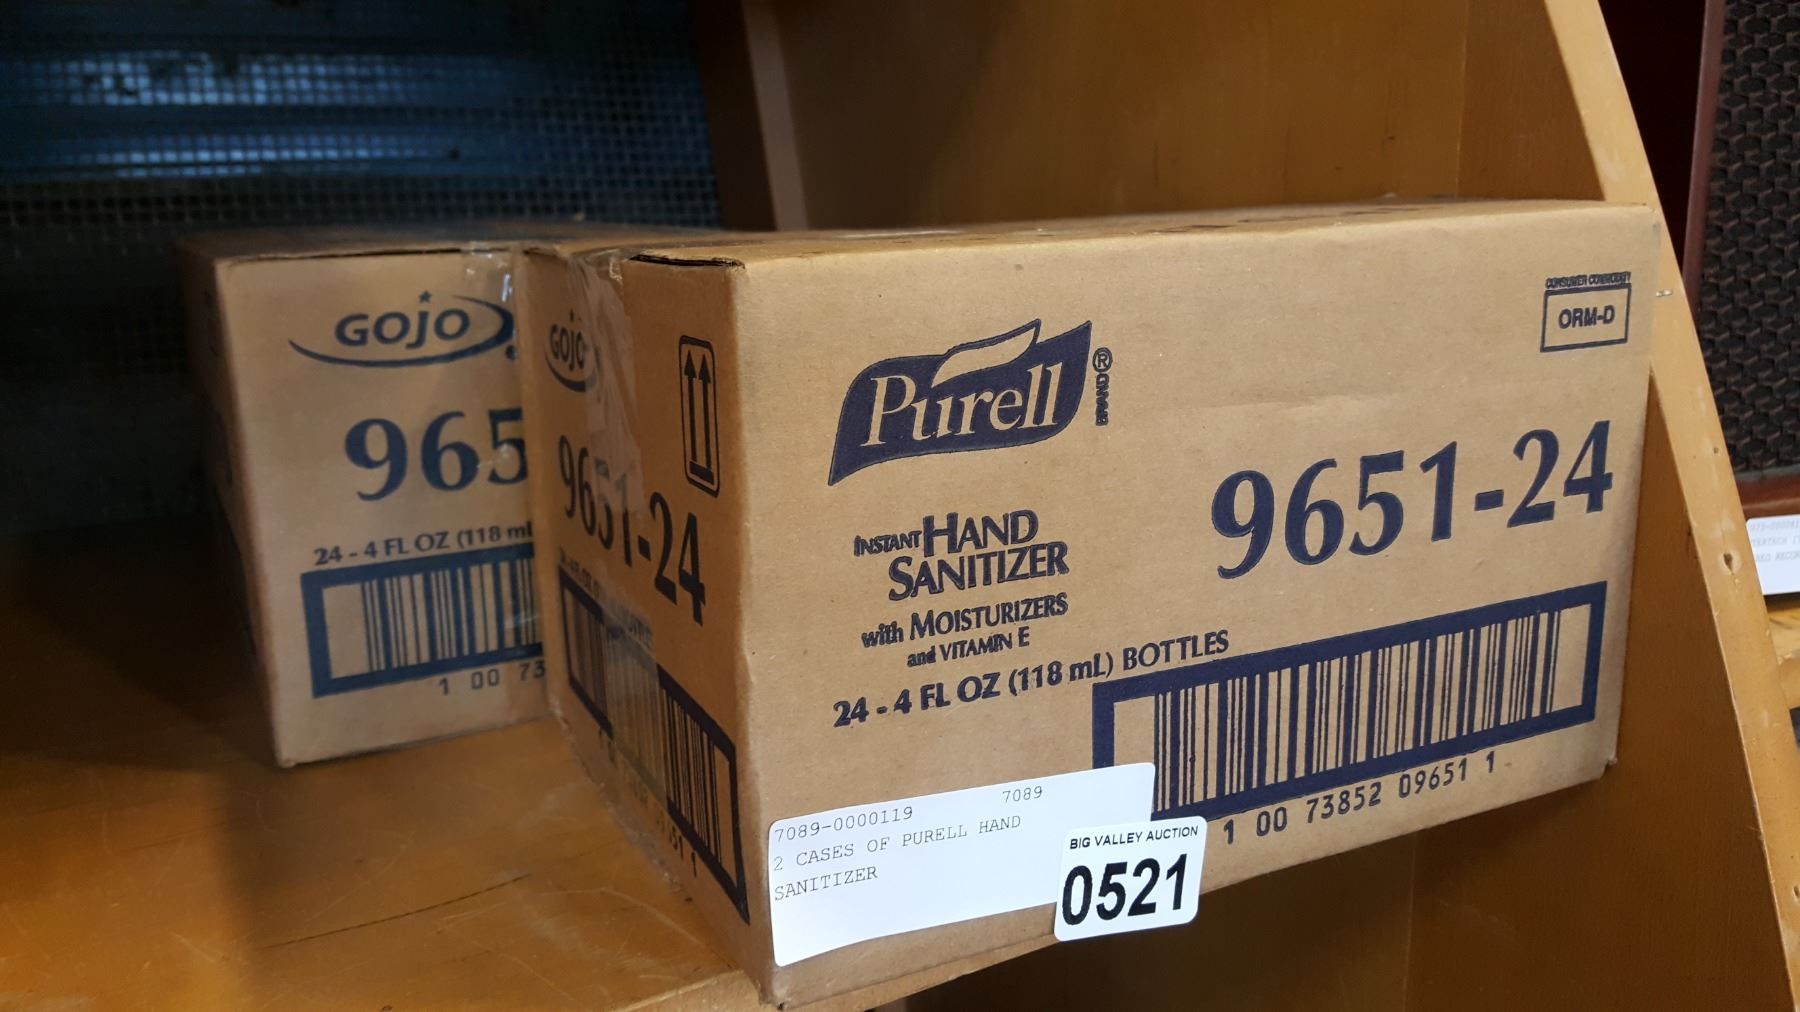 GOJO
965
24 - 4 FL OZ (118 ml
1 00 73
GOJO
9651-24
Purell
BRAND ®
INSTANT HAND
SANITIZER
with MOISTURIZERS
and VITAMIN E
24 - 4 FL OZ (118 mL) BOTTLES
CONSUMER COMMODITY
ORM-D
9651-24
1 00 73852 09651 1
7089-0000119 7089
2 CASES OF PURELL HAND
SANITIZER
BIG VALLEY AUCTION
0521